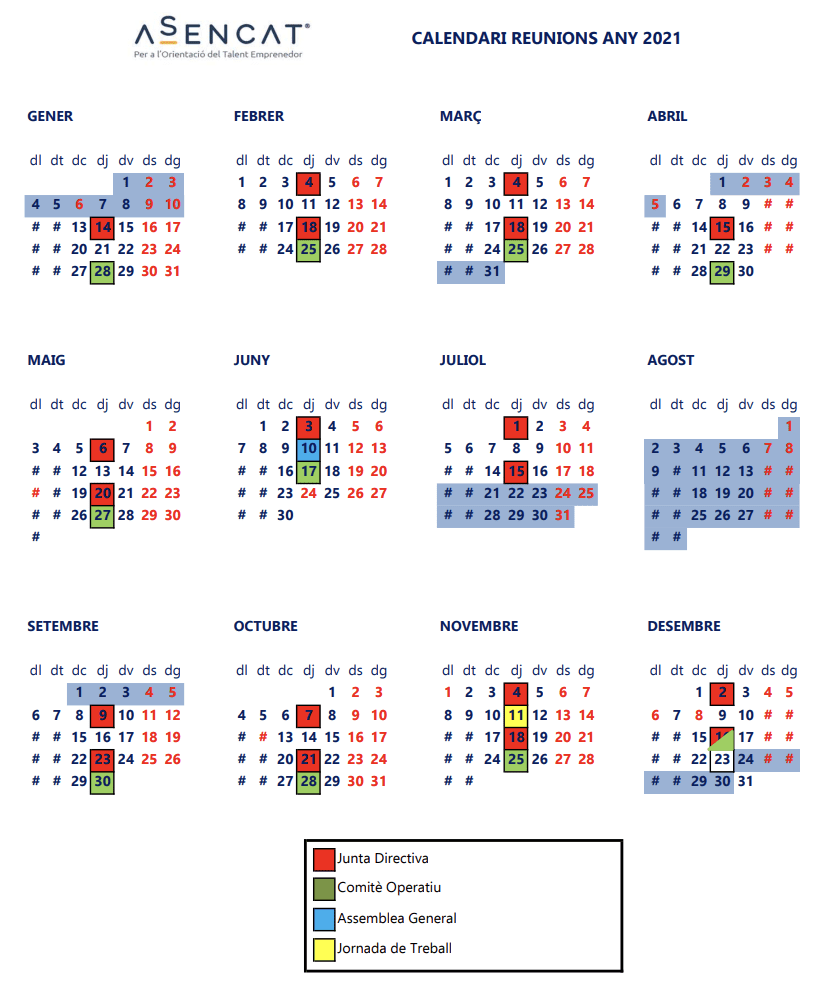 ASENCAT®
Per a l'Orientació del Talent Emprenedor
CALENDARI REUNIONS ANY 2021
GENER
dl dt dc dj dv ds dg
1 2 3
4 5 6 7 8 9 10
# # 13 14 15 16 17
# # 20 21 22 23 24
# # 27 28 29 30 31
FEBRER
dl dt dc dj dv ds dg
1 2 3 4 5 6 7
8 9 10 11 12 13 14
# # 17 18 19 20 21
# # 24 25 26 27 28
MARÇ
dl dt dc dj dv ds dg
1 2 3 4 5 6 7
8 9 10 11 12 13 14
# # 17 18 19 20 21
# # 24 25 26 27 28
# # 31
ABRIL
dl dt dc dj dv ds dg
1 2 3 4
5 6 7 8 9 # #
# # 14 15 16 # #
# # 21 22 23 # #
# # 28 29 30
MAIG
dl dt dc dj dv ds dg
1 2
3 4 5 6 7 8 9
# # 12 13 14 15 16
# # 19 20 21 22 23
# # 26 27 28 29 30
#
JUNY
dl dt dc dj dv ds dg
1 2 3 4 5 6
7 8 9 10 11 12 13
# # 16 17 18 19 20
# # 23 24 25 26 27
# # 30
JULIOL
dl dt dc dj dv ds dg
1 2 3 4
5 6 7 8 9 10 11
# # 14 15 16 17 18
# # 21 22 23 24 25
# # 28 29 30 31
AGOST
dl dt dc dj dv ds dg
1
2 3 4 5 6 7 8
9 # 11 12 13 # #
# # 18 19 20 # #
# # 25 26 27 # #
# #
SETEMBRE
dl dt dc dj dv ds dg
1 2 3 4 5
6 7 8 9 10 11 12
# # 15 16 17 18 19
# # 22 23 24 25 26
# # 29 30
OCTUBRE
dl dt dc dj dv ds dg
1 2 3
4 5 6 7 8 9 10
# # 13 14 15 16 17
# # 20 21 22 23 24
# # 27 28 29 30 31
NOVEMBRE
dl dt dc dj dv ds dg
1 2 3 4 5 6 7
8 9 10 11 12 13 14
# # 17 18 19 20 21
# # 24 25 26 27 28
# #
DESEMBRE
dl dt dc dj dv ds dg
1 2 3 4 5
6 7 8 9 10 # #
# # 15 17 # #
# # 22 23 24 # #
# # 29 30 31
Junta Directiva
Comitè Operatiu
Assemblea General
Jornada de Treball